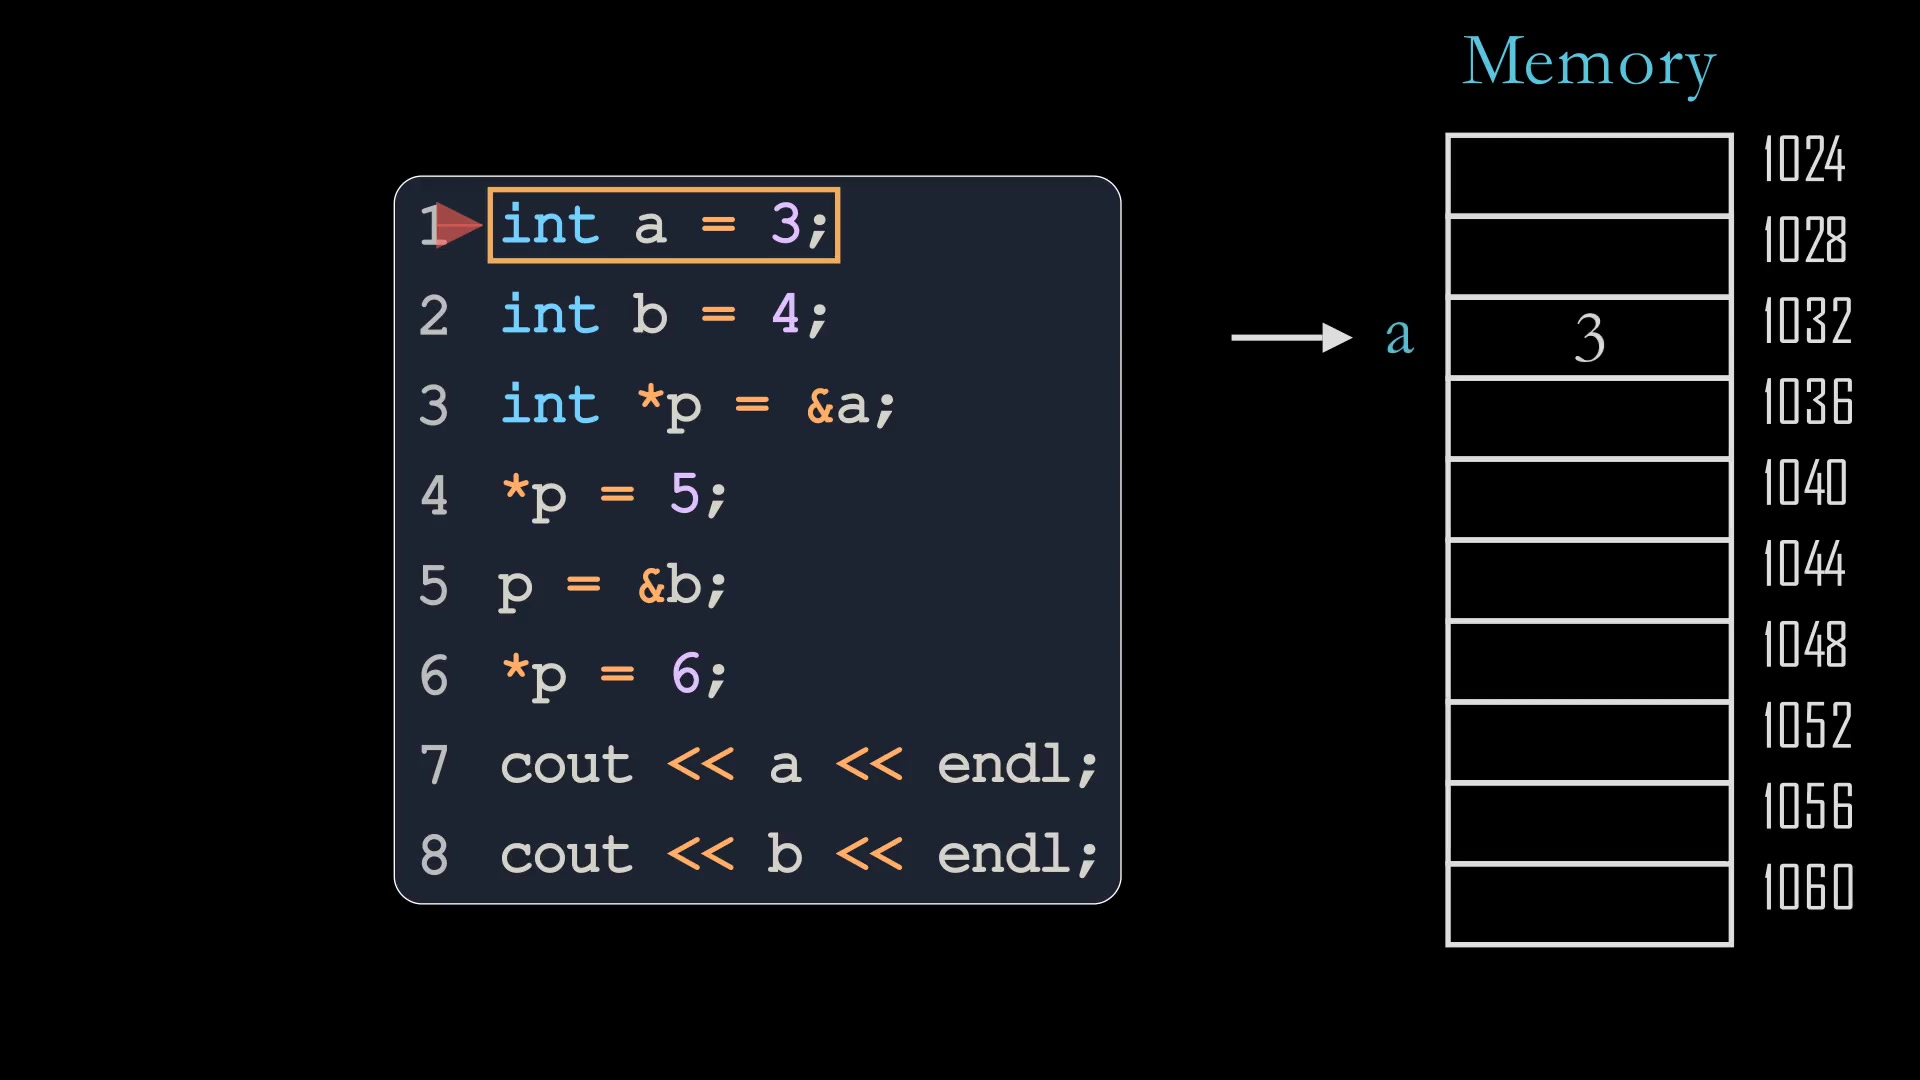 Memory
1 int a = 3;
2 int b = 4;
3 int *p = &a;
4 *p = 5;
5 p = &b;
6 *p = 6;
7 cout << a << endl;
8 cout << b << endl;
1024
1028
a 3 1032
1036
1040
1044
1048
1052
1056
1060